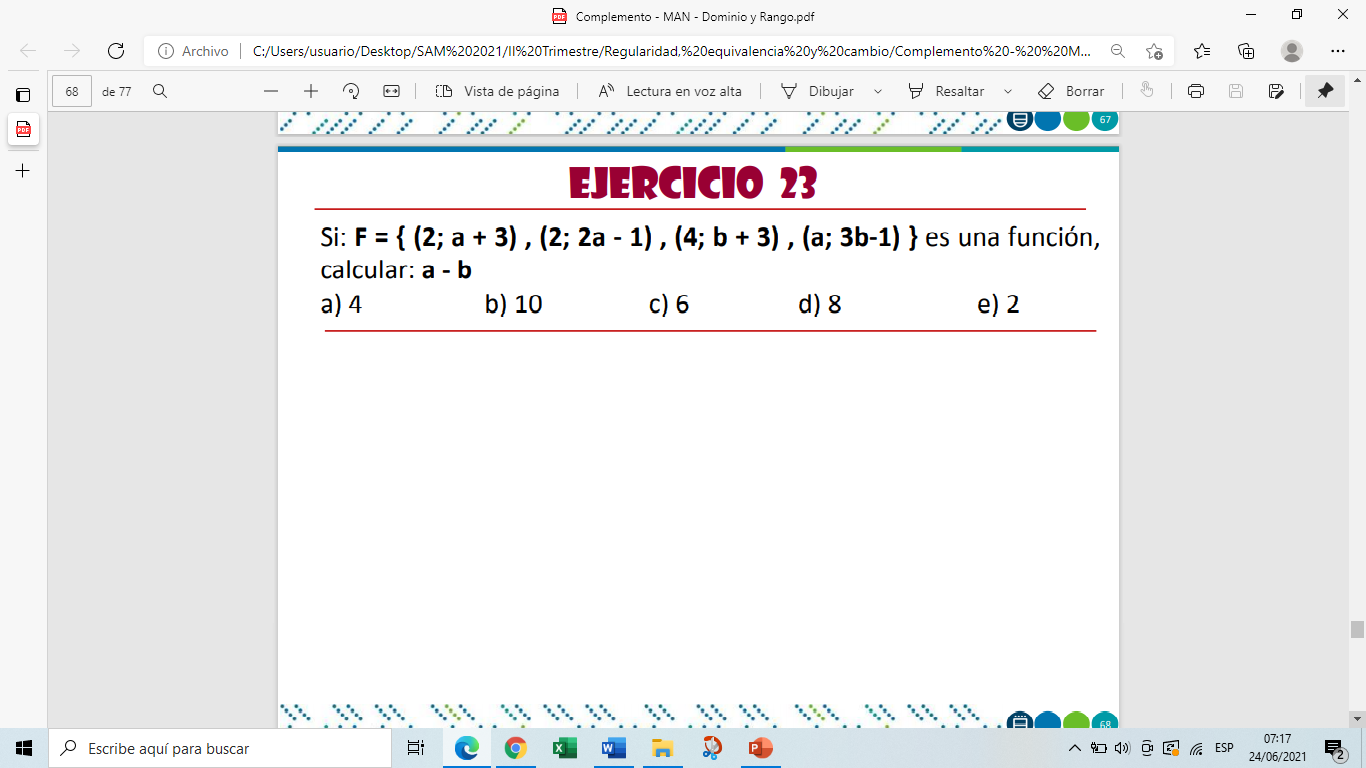 Complemento - MAN - Dominio y Rango.pdf
Archivo
C:/Users/usuario/Desktop/SAM%202021/II%20Trimestre/Regularidad,%20equivalencia%20y%20cambio/Complemento%20-%20%20M...
68 de 77
Vista de página
Lectura en voz alta
Dibujar
Resaltar
Borrar
67
EJERCICIO 23
Si: F = { (2; a + 3) , (2; 2a - 1) , (4; b + 3) , (a; 3b-1) } es una función,
calcular: a - b
a) 4 b) 10 c) 6 d) 8 e) 2
68
Escribe aquí para buscar
ESP
07:17
24/06/2021
2